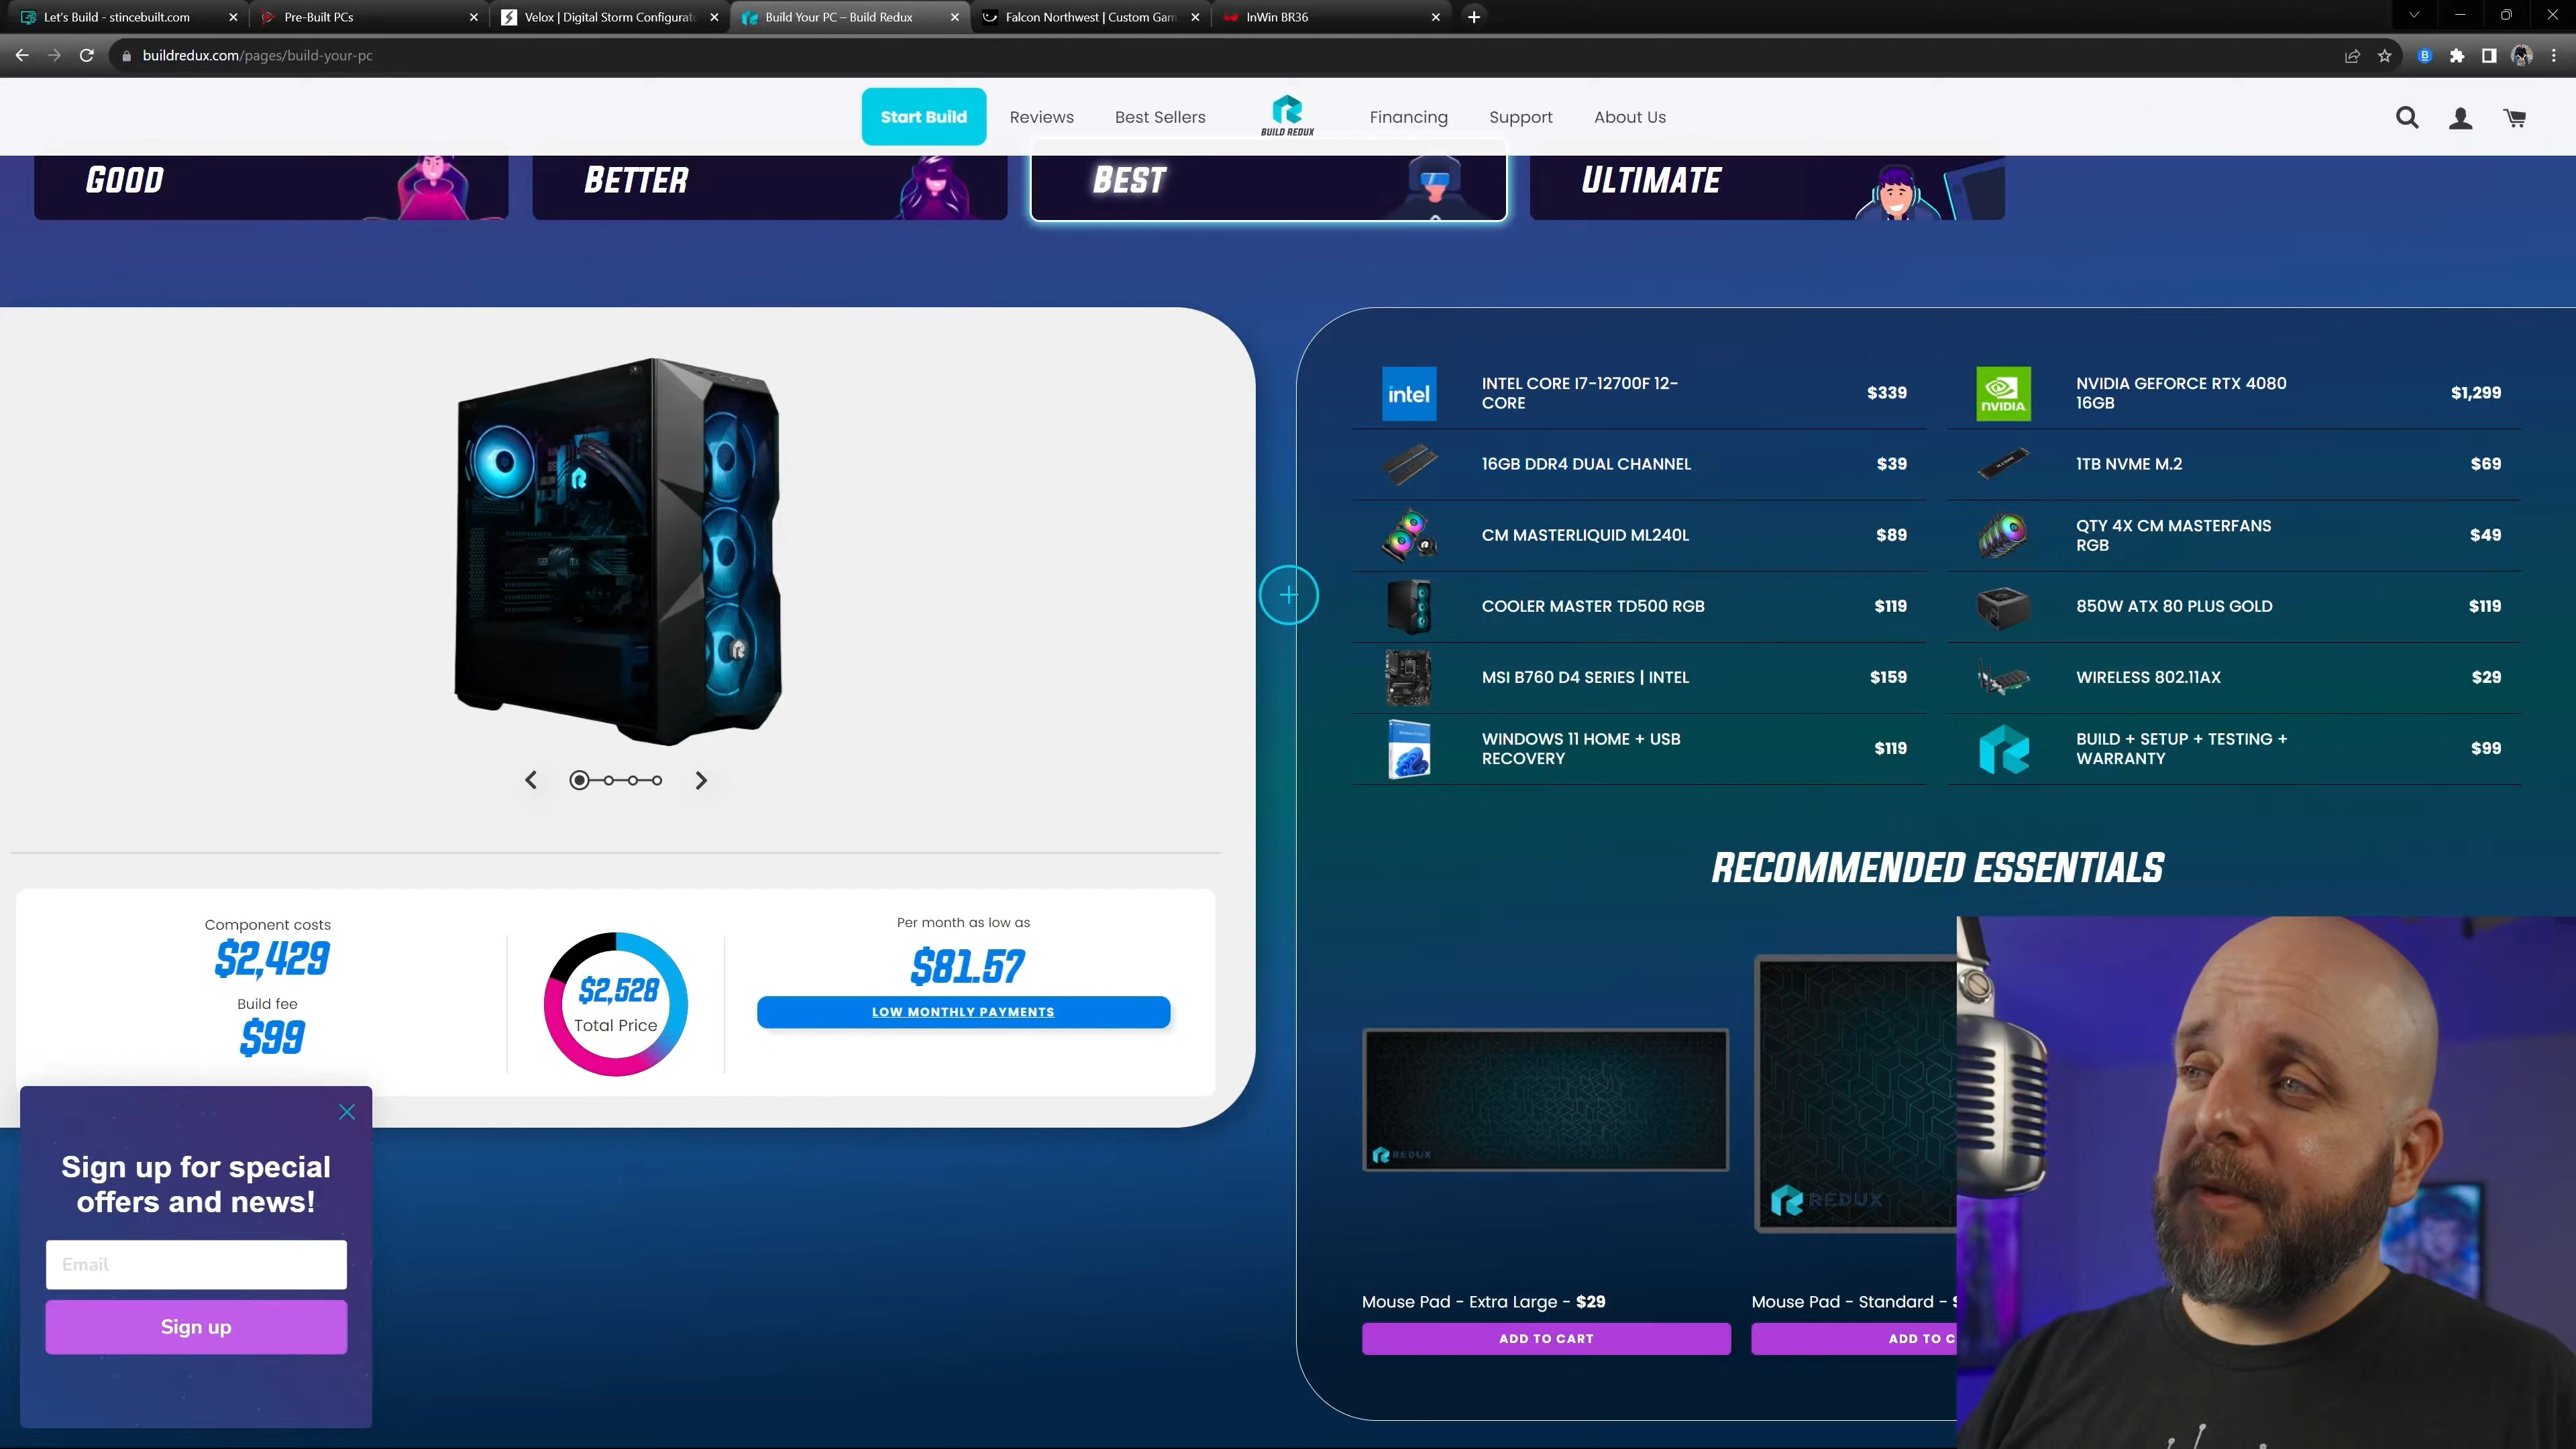 Let's Build - stincebuilt.com
Pre-Built PCs
Velox | Digital Storm Configurat
Build Your PC – Build Redux
Falcon Northwest | Custom Gam
InWin BR36
buildredux.com/pages/build-your-pc
Start Build
Reviews
Best Sellers
BUILD REDUX
Financing
Support
About Us
GOOD
BETTER
BEST
ULTIMATE
intel
INTEL CORE I7-12700F 12-
CORE
$339
NVIDIA
NVIDIA GEFORCE RTX 4080
16GB
$1,299
16GB DDR4 DUAL CHANNEL
$39
1TB NVME M.2
$69
CM MASTERLIQUID ML240L
$89
QTY 4X CM MASTERFANS
RGB
$49
COOLER MASTER TD500 RGB
$119
850W ATX 80 PLUS GOLD
$119
MSI B760 D4 SERIES | INTEL
$159
WIRELESS 802.11AX
$29
WINDOWS 11 HOME + USB
RECOVERY
$119
BUILD + SETUP + TESTING +
WARRANTY
$99
Component costs
$2,429
Build fee
$99
$2,528
Total Price
Per month as low as
$81.57
LOW MONTHLY PAYMENTS
RECOMMENDED ESSENTIALS
REDUX
REDUX
Mouse Pad - Extra Large - $29
ADD TO CART
Mouse Pad - Standard - $
ADD TO C
Sign up for special
offers and news!
Email
Sign up